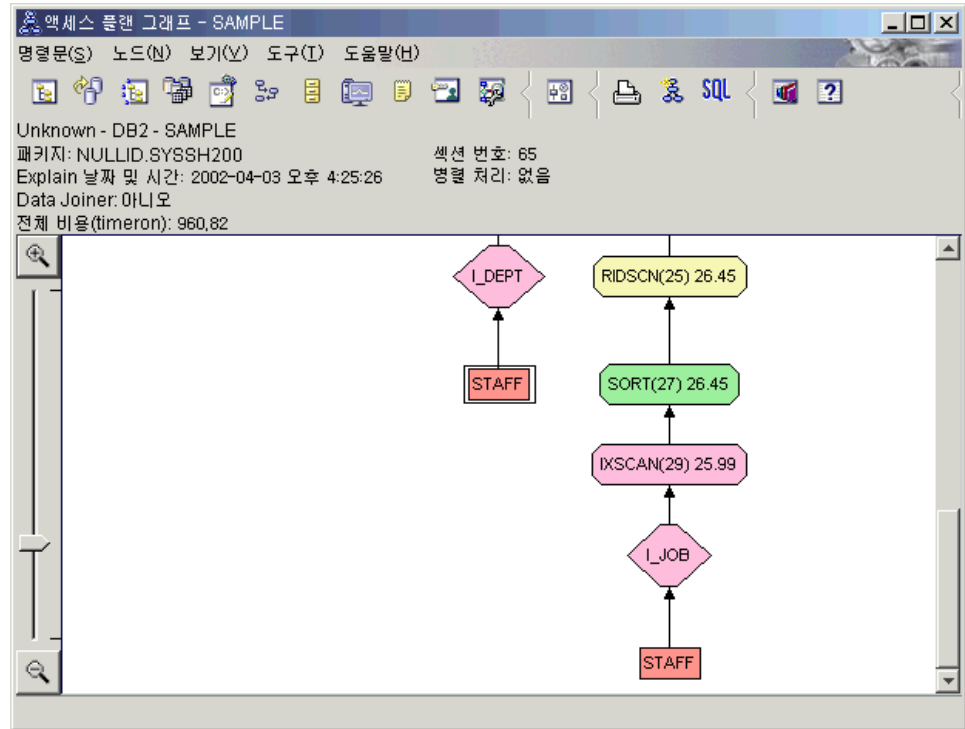 액세스 플랜 그래프 - SAMPLE
명령문(S) 노드(N) 보기(V) 도구(T) 도움말(H)
SQL
Unknown - DB2 - SAMPLE
패키지: NULLID.SYSSH200 섹션 번호: 65
Explain 날짜 및 시간: 2002-04-03 오후 4:25:26 병렬 처리: 없음
Data Joiner: 아니오
전체 비용(timeron): 960,82
I_DEPT RIDSCN(25) 26.45
STAFF SORT(27) 26.45
IXSCAN(29) 25.99
I_JOB
STAFF